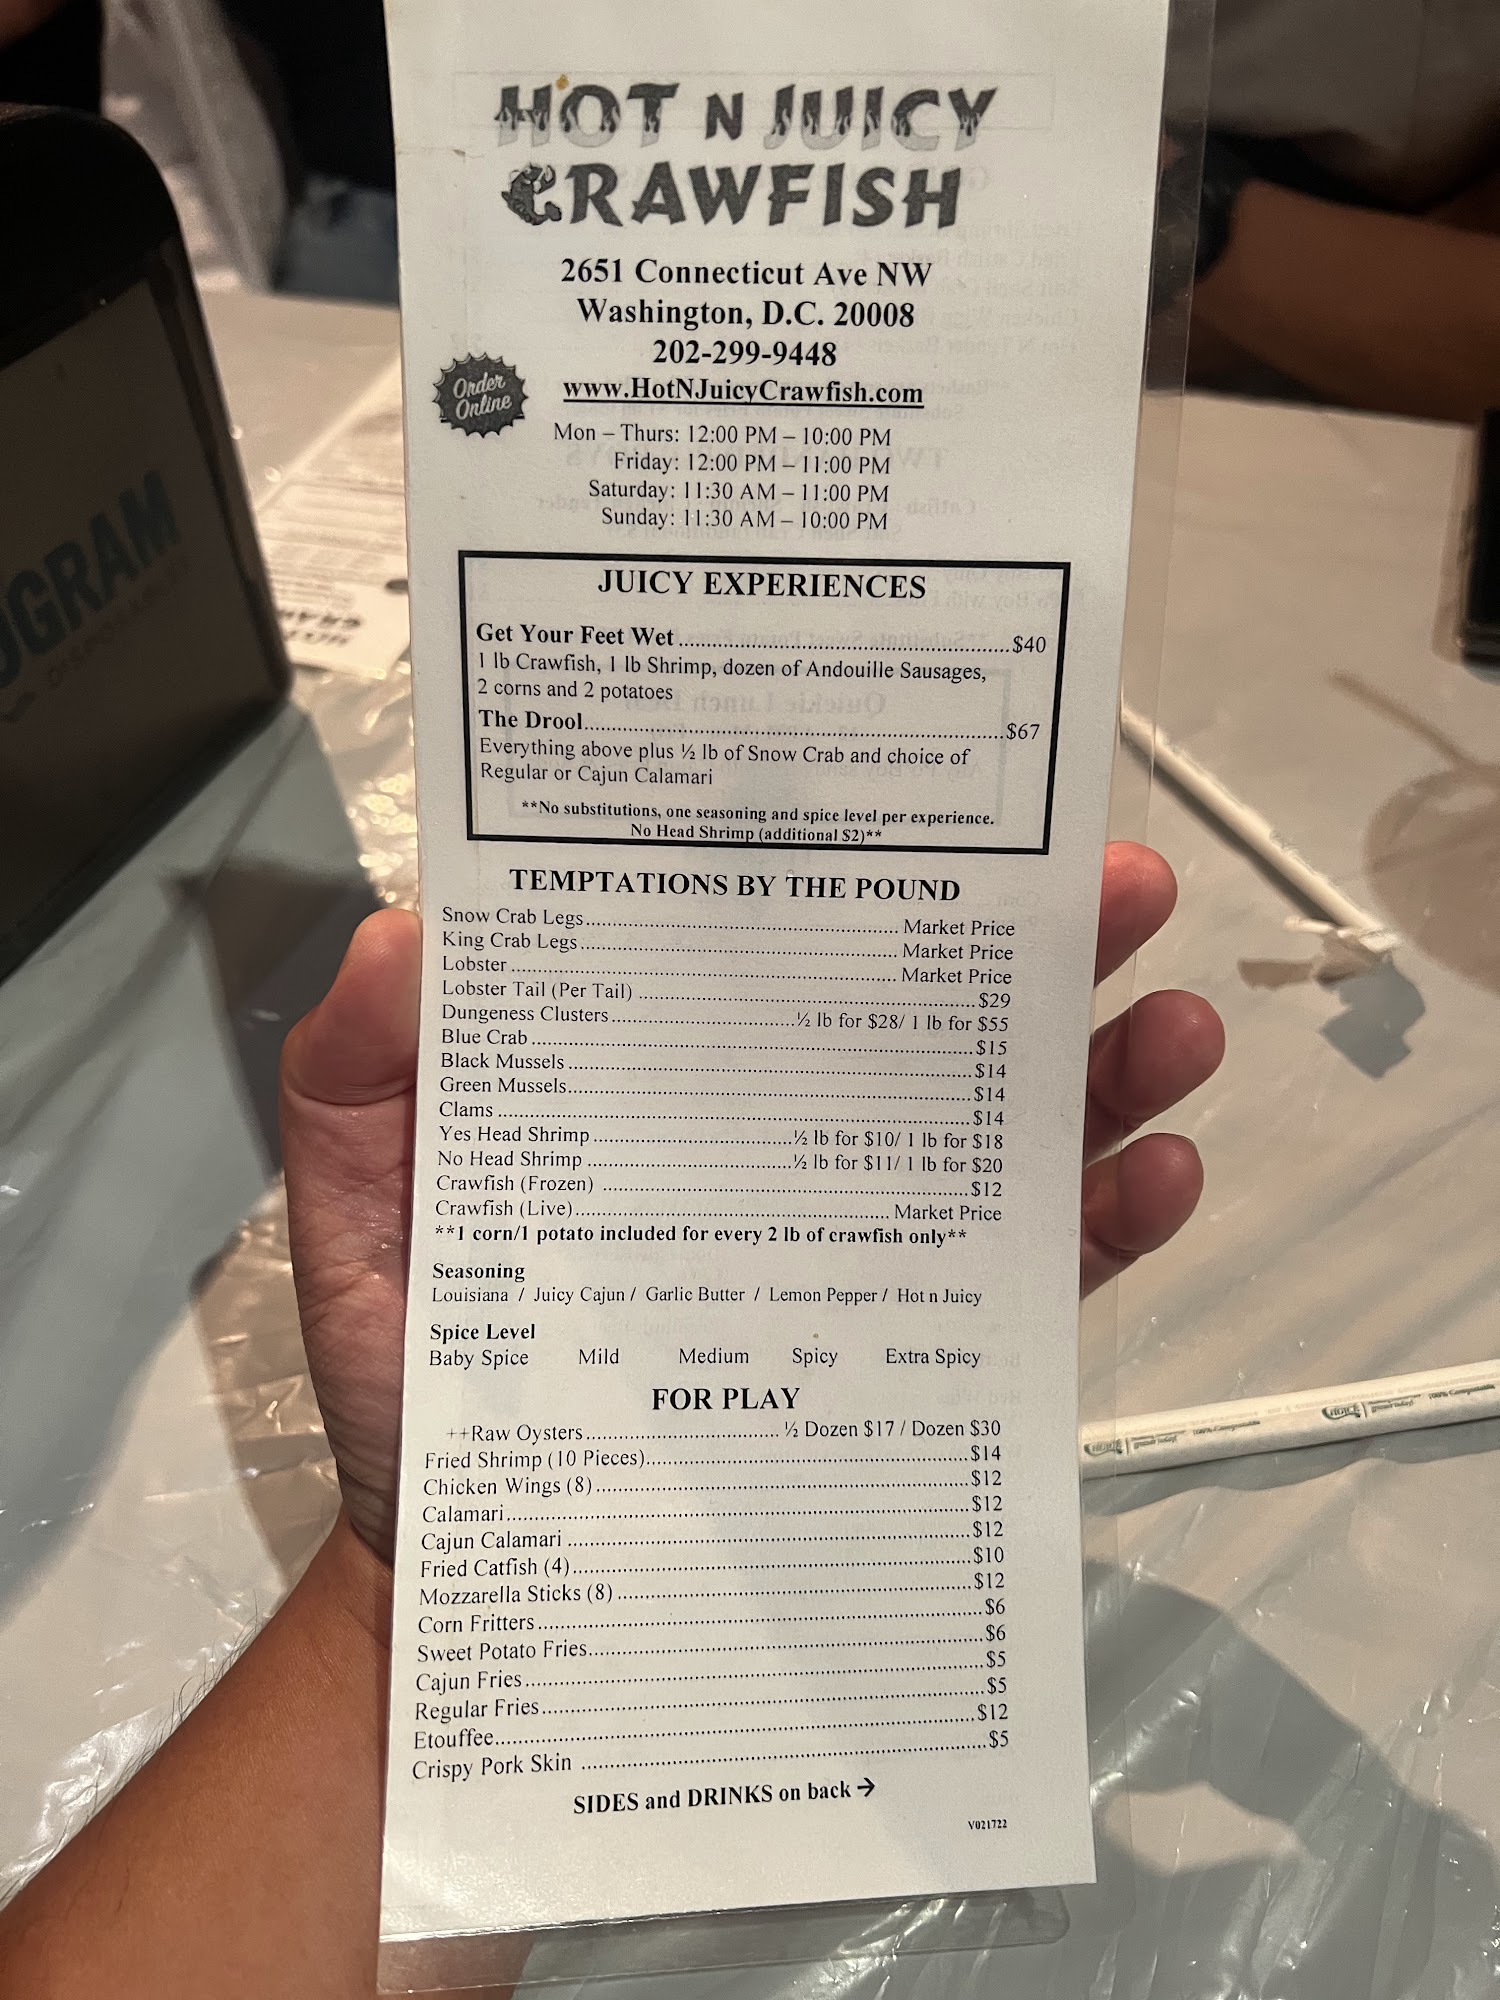 HOT N JUICY
CRAWFISH
2651 Connecticut Ave NW
Washington, D.C. 20008
202-299-9448
Order
Online
www.HotNJuicyCrawfish.com
Mon – Thurs: 12:00 PM – 10:00 PM
Friday: 12:00 PM – 11:00 PM
Saturday: 11:30 AM – 11:00 PM
Sunday: 11:30 AM – 10:00 PM
JUICY EXPERIENCES
Get Your Feet Wet ........ $40
1 lb Crawfish, 1 lb Shrimp, dozen of Andouille Sausages,
2 corns and 2 potatoes
The Drool ........ $67
Everything above plus ½ lb of Snow Crab and choice of
Regular or Cajun Calamari
**No substitutions, one seasoning and spice level per experience.
No Head Shrimp (additional $2)**
TEMPTATIONS BY THE POUND
Snow Crab Legs ........ Market Price
King Crab Legs ........ Market Price
Lobster ........ Market Price
Lobster Tail (Per Tail) ........ $29
Dungeness Clusters ........ ½ lb for $28/ 1 lb for $55
Blue Crab ........ $15
Black Mussels ........ $14
Green Mussels ........ $14
Clams ........ $14
Yes Head Shrimp ........ ½ lb for $10/ 1 lb for $18
No Head Shrimp ........ ½ lb for $11/ 1 lb for $20
Crawfish (Frozen) ........ $12
Crawfish (Live) ........ Market Price
**1 corn/1 potato included for every 2 lb of crawfish only**
Seasoning
Louisiana / Juicy Cajun / Garlic Butter / Lemon Pepper / Hot n Juicy
Spice Level
Baby Spice Mild Medium Spicy Extra Spicy
FOR PLAY
++Raw Oysters ........ ½ Dozen $17 / Dozen $30
Fried Shrimp (10 Pieces) ........ $14
Chicken Wings (8) ........ $12
Calamari ........ $12
Cajun Calamari ........ $12
Fried Catfish (4) ........ $10
Mozzarella Sticks (8) ........ $12
Corn Fritters ........ $6
Sweet Potato Fries ........ $6
Cajun Fries ........ $5
Regular Fries ........ $5
Etouffee ........ $12
Crispy Pork Skin ........ $5
SIDES and DRINKS on back →
V021722